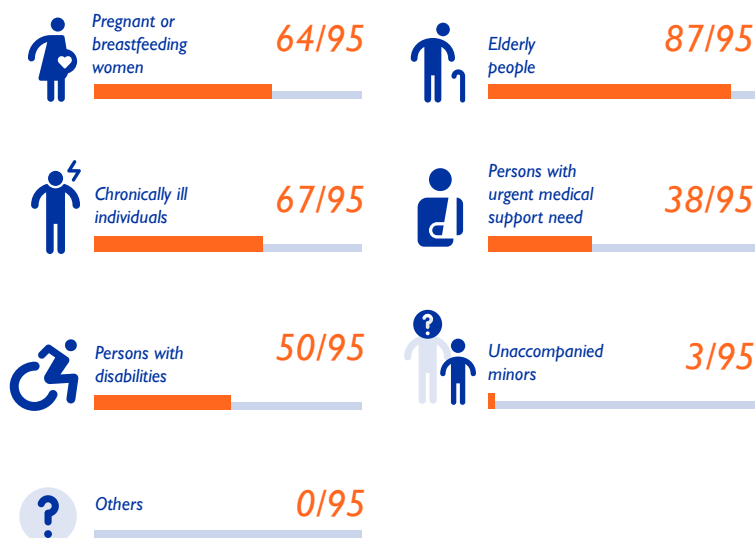 Pregnant or
breastfeeding
women
64/95
Elderly
people
87/95
Chronically ill
individuals
67/95
Persons with
urgent medical
support need
38/95
Persons with
disabilities
50/95
?
Unaccompanied
minors
3/95
?
Others
0/95